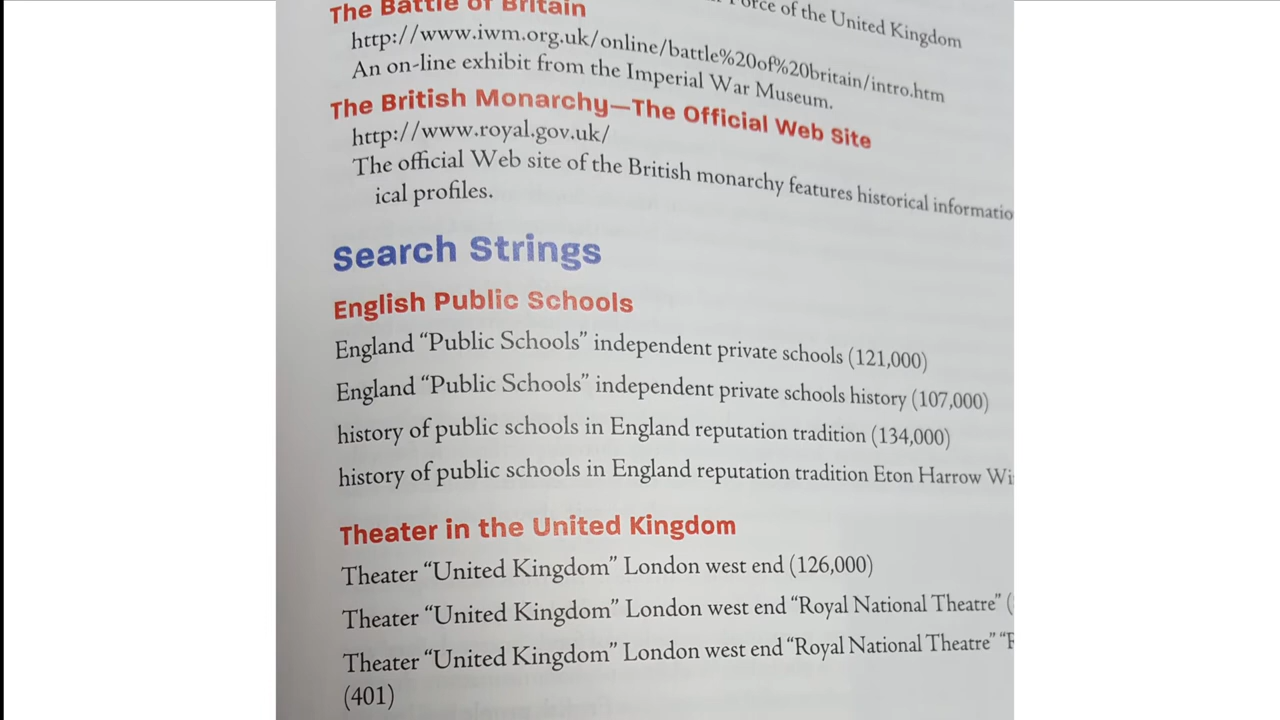 The Battle of Britain
Force of the United Kingdom
http://www.iwm.org.uk/online/battle%20of%20britain/intro.htm
An on-line exhibit from the Imperial War Museum.
The British Monarchy—The Official Web Site
http://www.royal.gov.uk/
The official Web site of the British monarchy features historical informatio
ical profiles.
Search Strings
English Public Schools
England “Public Schools” independent private schools (121,000)
England “Public Schools” independent private schools history (107,000)
history of public schools in England reputation tradition (134,000)
history of public schools in England reputation tradition Eton Harrow Wi
Theater in the United Kingdom
Theater “United Kingdom” London west end (126,000)
Theater “United Kingdom” London west end “Royal National Theatre” (
Theater “United Kingdom” London west end “Royal National Theatre” “
(401)